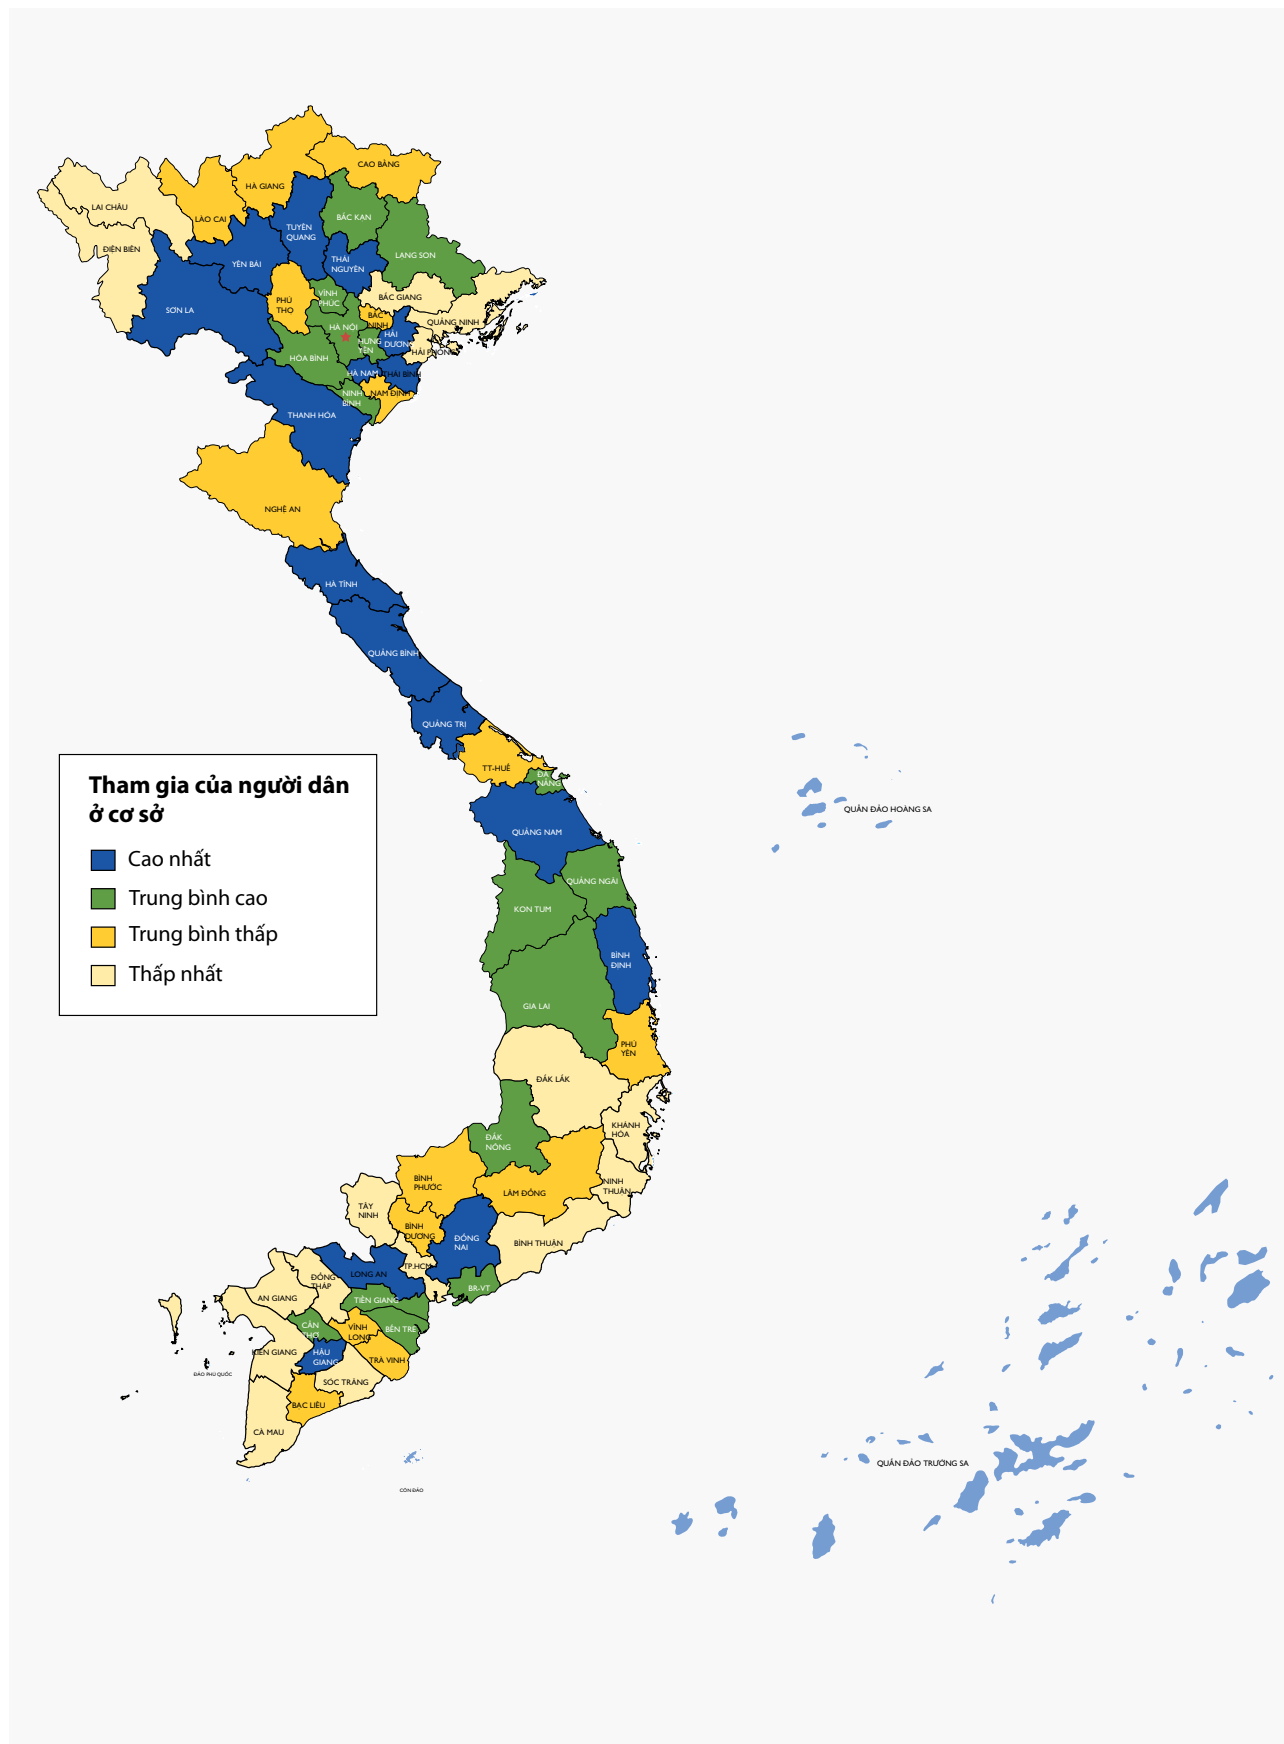 CAO BẰNG
HÀ GIANG
LAI CHÂU
LÀO CAI
BẮC KẠN
TUYÊN
QUANG
ĐIỆN BIÊN
LẠNG SƠN
YÊN BÁI
THÁI
NGUYÊN
BẮC GIANG
VĨNH
PHÚC
PHÚ
THỌ
SƠN LA
BẮC
NINH
QUẢNG NINH
HÀ NỘI
HẢI
DƯƠNG
HƯNG
YÊN
HẢI PHÒNG
HÒA BÌNH
HÀ NAM
THÁI BÌNH
NINH
BÌNH
NAM ĐỊNH
THANH HÓA
NGHỆ AN
HÀ TĨNH
QUẢNG BÌNH
QUẢNG TRỊ
TT-HUẾ
ĐÀ
NẴNG
Tham gia của người dân
ở cơ sở
Cao nhất
Trung bình cao
Trung bình thấp
Thấp nhất
QUẦN ĐẢO HOÀNG SA
QUẢNG NAM
QUẢNG NGÃI
KON TUM
BÌNH
ĐỊNH
GIA LAI
PHÚ
YÊN
ĐẮK LẮK
KHÁNH
HÒA
ĐẮK
NÔNG
BÌNH
PHƯỚC
LÂM ĐỒNG
NINH
THUẬN
TÂY
NINH
BÌNH
DƯƠNG
ĐỒNG
NAI
BÌNH THUẬN
TP.HCM
LONG AN
ĐỒNG
THÁP
BR-VT
AN GIANG
TIỀN GIANG
CẦN
THƠ
VĨNH
LONG
BẾN TRE
KIÊN GIANG
HẬU
GIANG
TRÀ VINH
ĐẢO PHÚ QUỐC
SÓC TRĂNG
BẠC LIÊU
CÀ MAU
QUẦN ĐẢO TRƯỜNG SA
CÔN ĐẢO